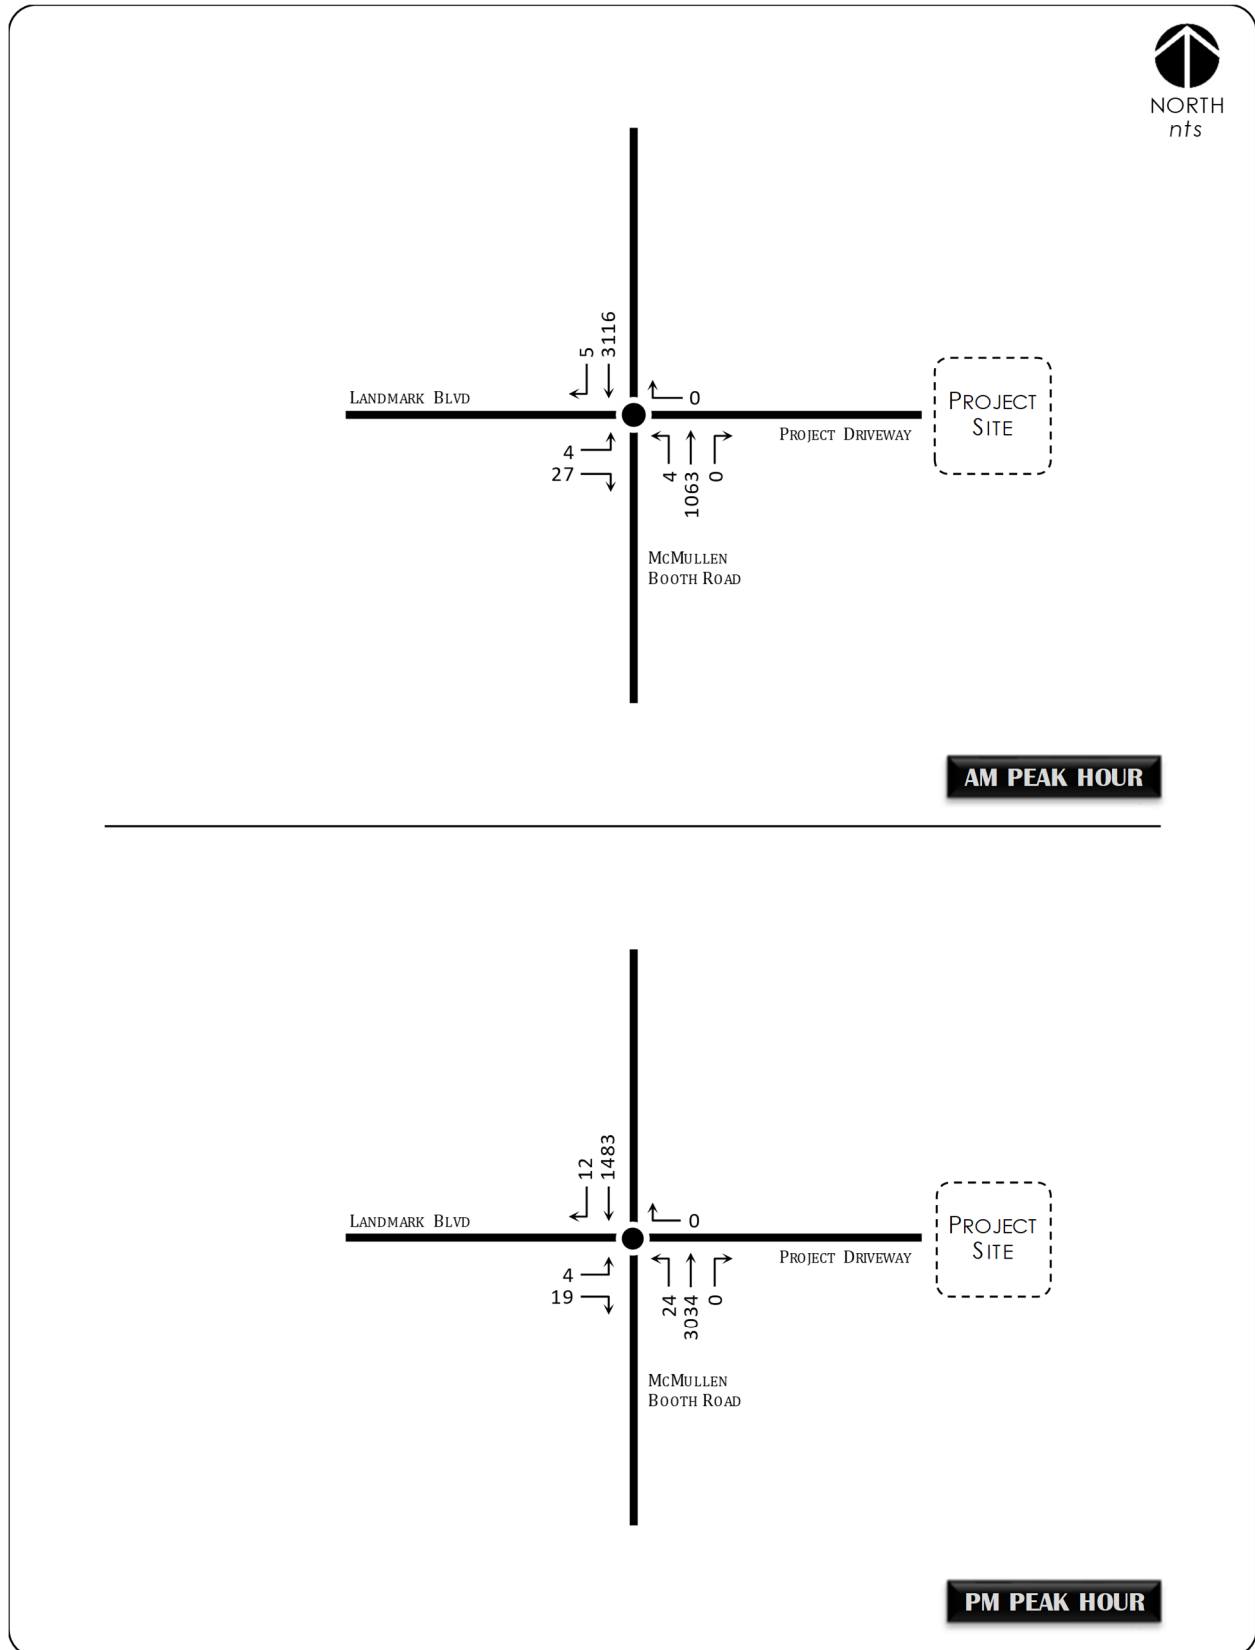 NORTH
nts
5
3116
LANDMARK BLVD
0
PROJECT
SITE
PROJECT DRIVEWAY
4
27
4
1063
0
MCMULLEN
BOOTH ROAD
AM PEAK HOUR
12
1483
LANDMARK BLVD
0
PROJECT
SITE
PROJECT DRIVEWAY
4
19
24
3034
0
MCMULLEN
BOOTH ROAD
PM PEAK HOUR